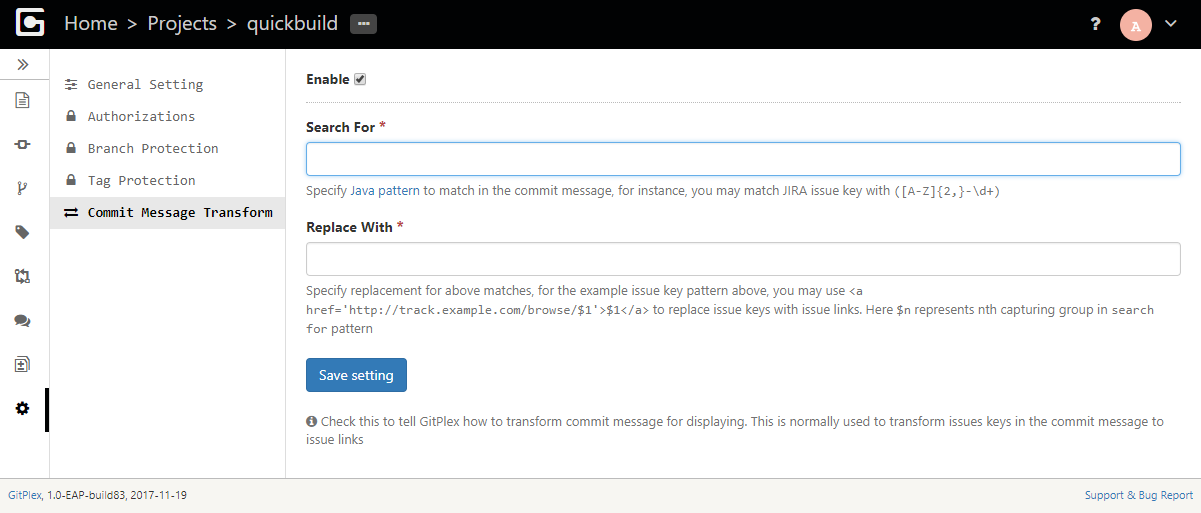 Home > Projects > quickbuild ···
? A
General Setting
Authorizations
Branch Protection
Tag Protection
Commit Message Transform
Enable
Search For *
Specify Java pattern to match in the commit message, for instance, you may match JIRA issue key with ([A-Z]{2,}-\d+)
Replace With *
Specify replacement for above matches, for the example issue key pattern above, you may use <a
href='http://track.example.com/browse/$1'>$1</a> to replace issue keys with issue links. Here $n represents nth capturing group in search
for pattern
Save setting
Check this to tell GitPlex how to transform commit message for displaying. This is normally used to transform issues keys in the commit message to
issue links
GitPlex, 1.0-EAP-build83, 2017-11-19
Support & Bug Report